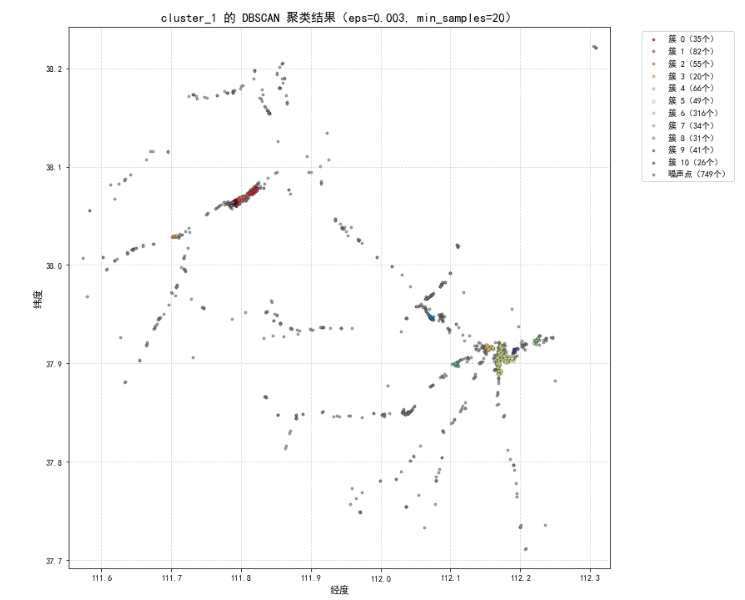 cluster_1 的 DBSCAN 聚类结果（eps=0.003, min_samples=20）
簇 0（35个）
簇 1（82个）
簇 2（55个）
簇 3（20个）
簇 4（66个）
簇 5（49个）
簇 6（316个）
簇 7（34个）
簇 8（31个）
簇 9（41个）
簇 10（26个）
噪声点（749个）
38.2
38.1
38.0
37.9
37.8
37.7
纬度
111.6 111.7 111.8 111.9 112.0 112.1 112.2 112.3
经度